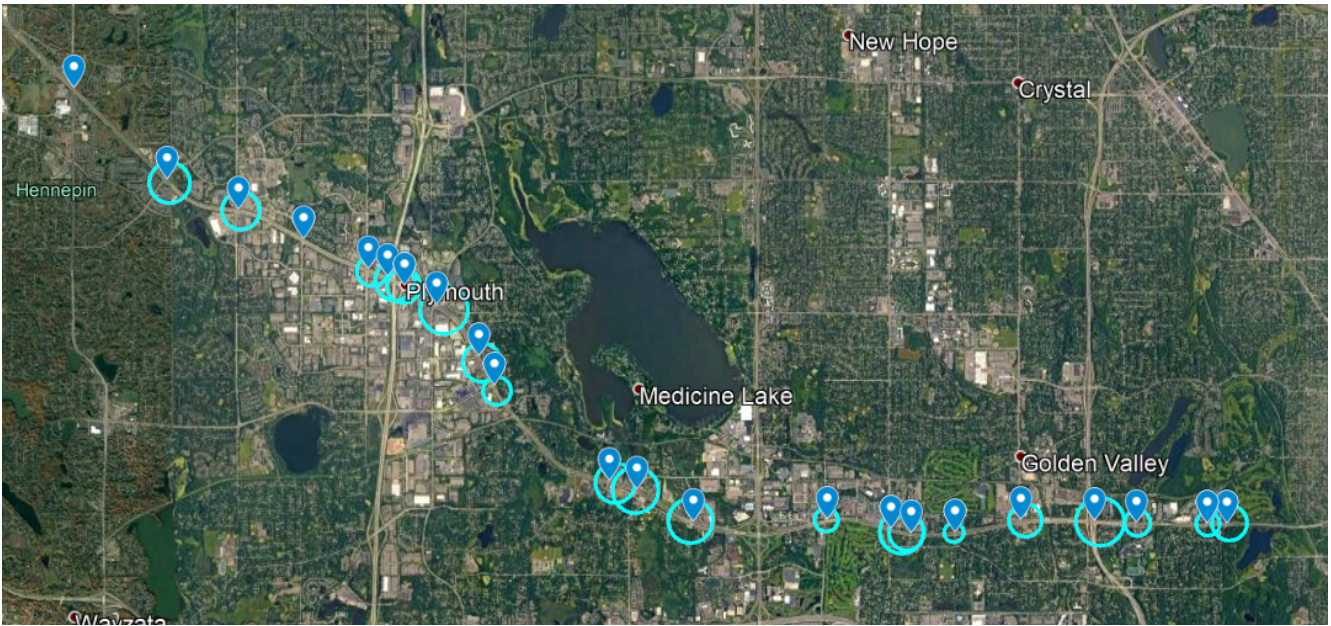 New Hope
Crystal
Hennepin
Plymouth
Medicine Lake
Golden Valley
Wayzata